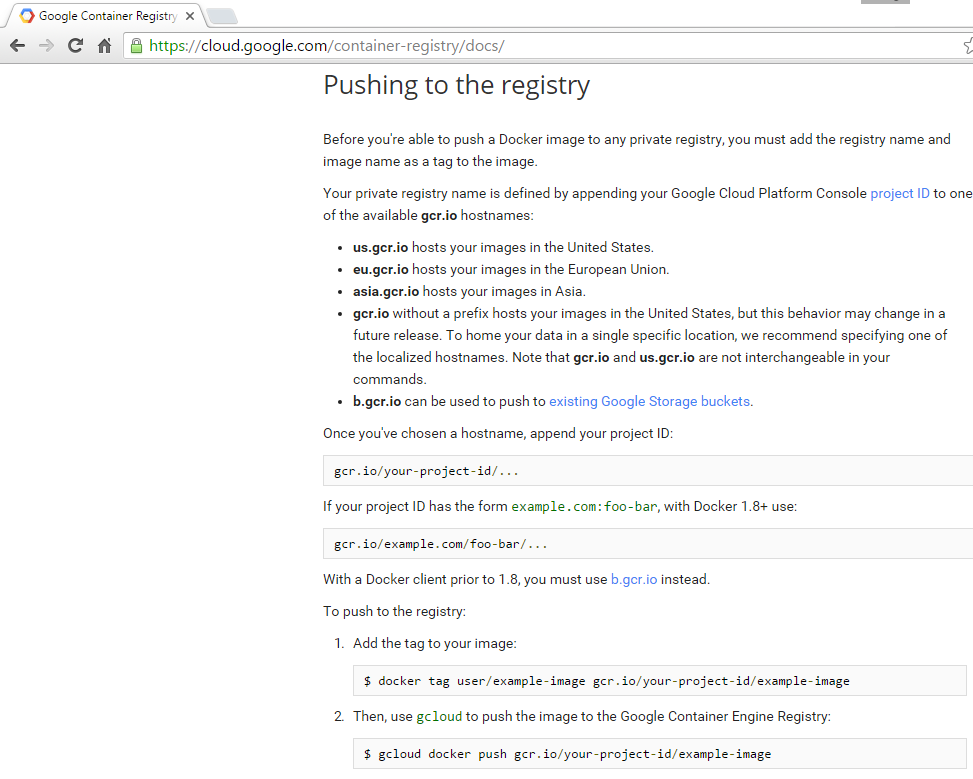 Google Container Registry
https://cloud.google.com/container-registry/docs/
Pushing to the registry
Before you're able to push a Docker image to any private registry, you must add the registry name and
image name as a tag to the image.
Your private registry name is defined by appending your Google Cloud Platform Console project ID to one
of the available gcr.io hostnames:
• us.gcr.io hosts your images in the United States.
• eu.gcr.io hosts your images in the European Union.
• asia.gcr.io hosts your images in Asia.
• gcr.io without a prefix hosts your images in the United States, but this behavior may change in a
future release. To home your data in a single specific location, we recommend specifying one of
the localized hostnames. Note that gcr.io and us.gcr.io are not interchangeable in your
commands.
• b.gcr.io can be used to push to existing Google Storage buckets.
Once you've chosen a hostname, append your project ID:
gcr.io/your-project-id/...
If your project ID has the form example.com:foo-bar, with Docker 1.8+ use:
gcr.io/example.com/foo-bar/...
With a Docker client prior to 1.8, you must use b.gcr.io instead.
To push to the registry:
1. Add the tag to your image:
$ docker tag user/example-image gcr.io/your-project-id/example-image
2. Then, use gcloud to push the image to the Google Container Engine Registry:
$ gcloud docker push gcr.io/your-project-id/example-image